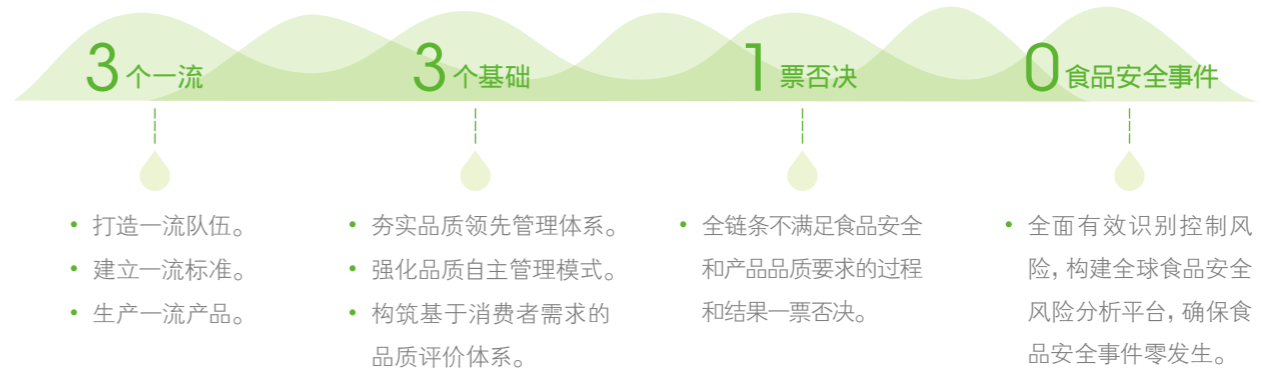 3个一流
• 打造一流队伍。
• 建立一流标准。
• 生产一流产品。
3个基础
• 夯实品质领先管理体系。
• 强化品质自主管理模式。
• 构筑基于消费者需求的
品质评价体系。
1票否决
• 全链条不满足食品安全
和产品品质要求的过程
和结果一票否决。
0食品安全事件
• 全面有效识别控制风
险，构建全球食品安全
风险分析平台，确保食
品安全事件零发生。